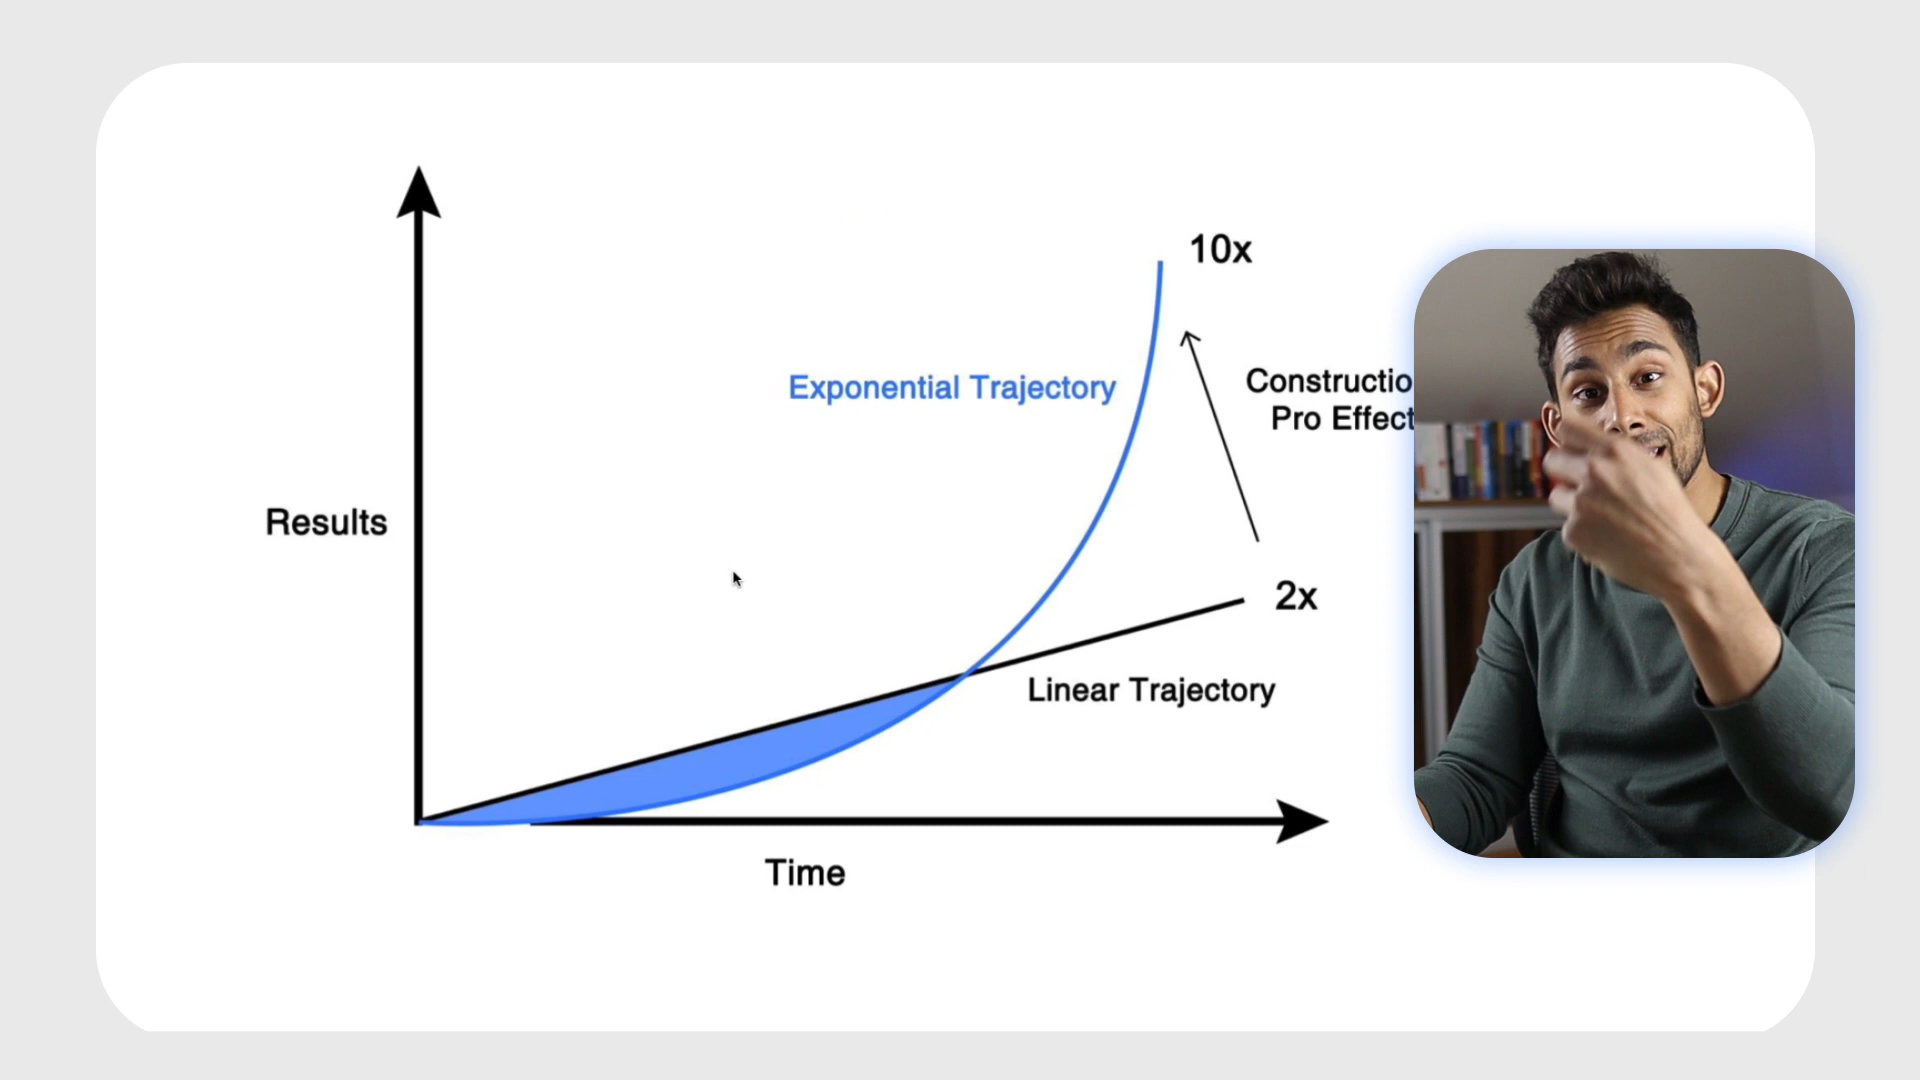 10x
Exponential Trajectory
Constructio
Pro Effect
Results
2x
Linear Trajectory
Time